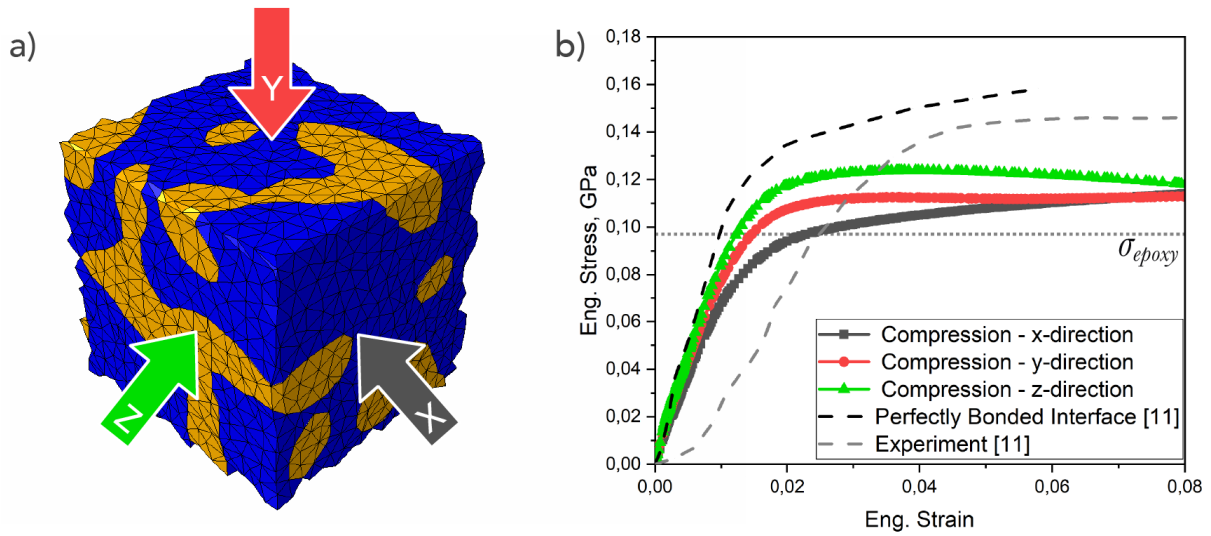 a)
Y
Z
X
b)
0,18
0,16
0,14
0,12
0,10
0,08
0,06
0,04
0,02
0,00
Eng. Stress, GPa
σepoxy
Compression - x-direction
Compression - y-direction
Compression - z-direction
Perfectly Bonded Interface [11]
Experiment [11]
0,00 0,02 0,04 0,06 0,08
Eng. Strain